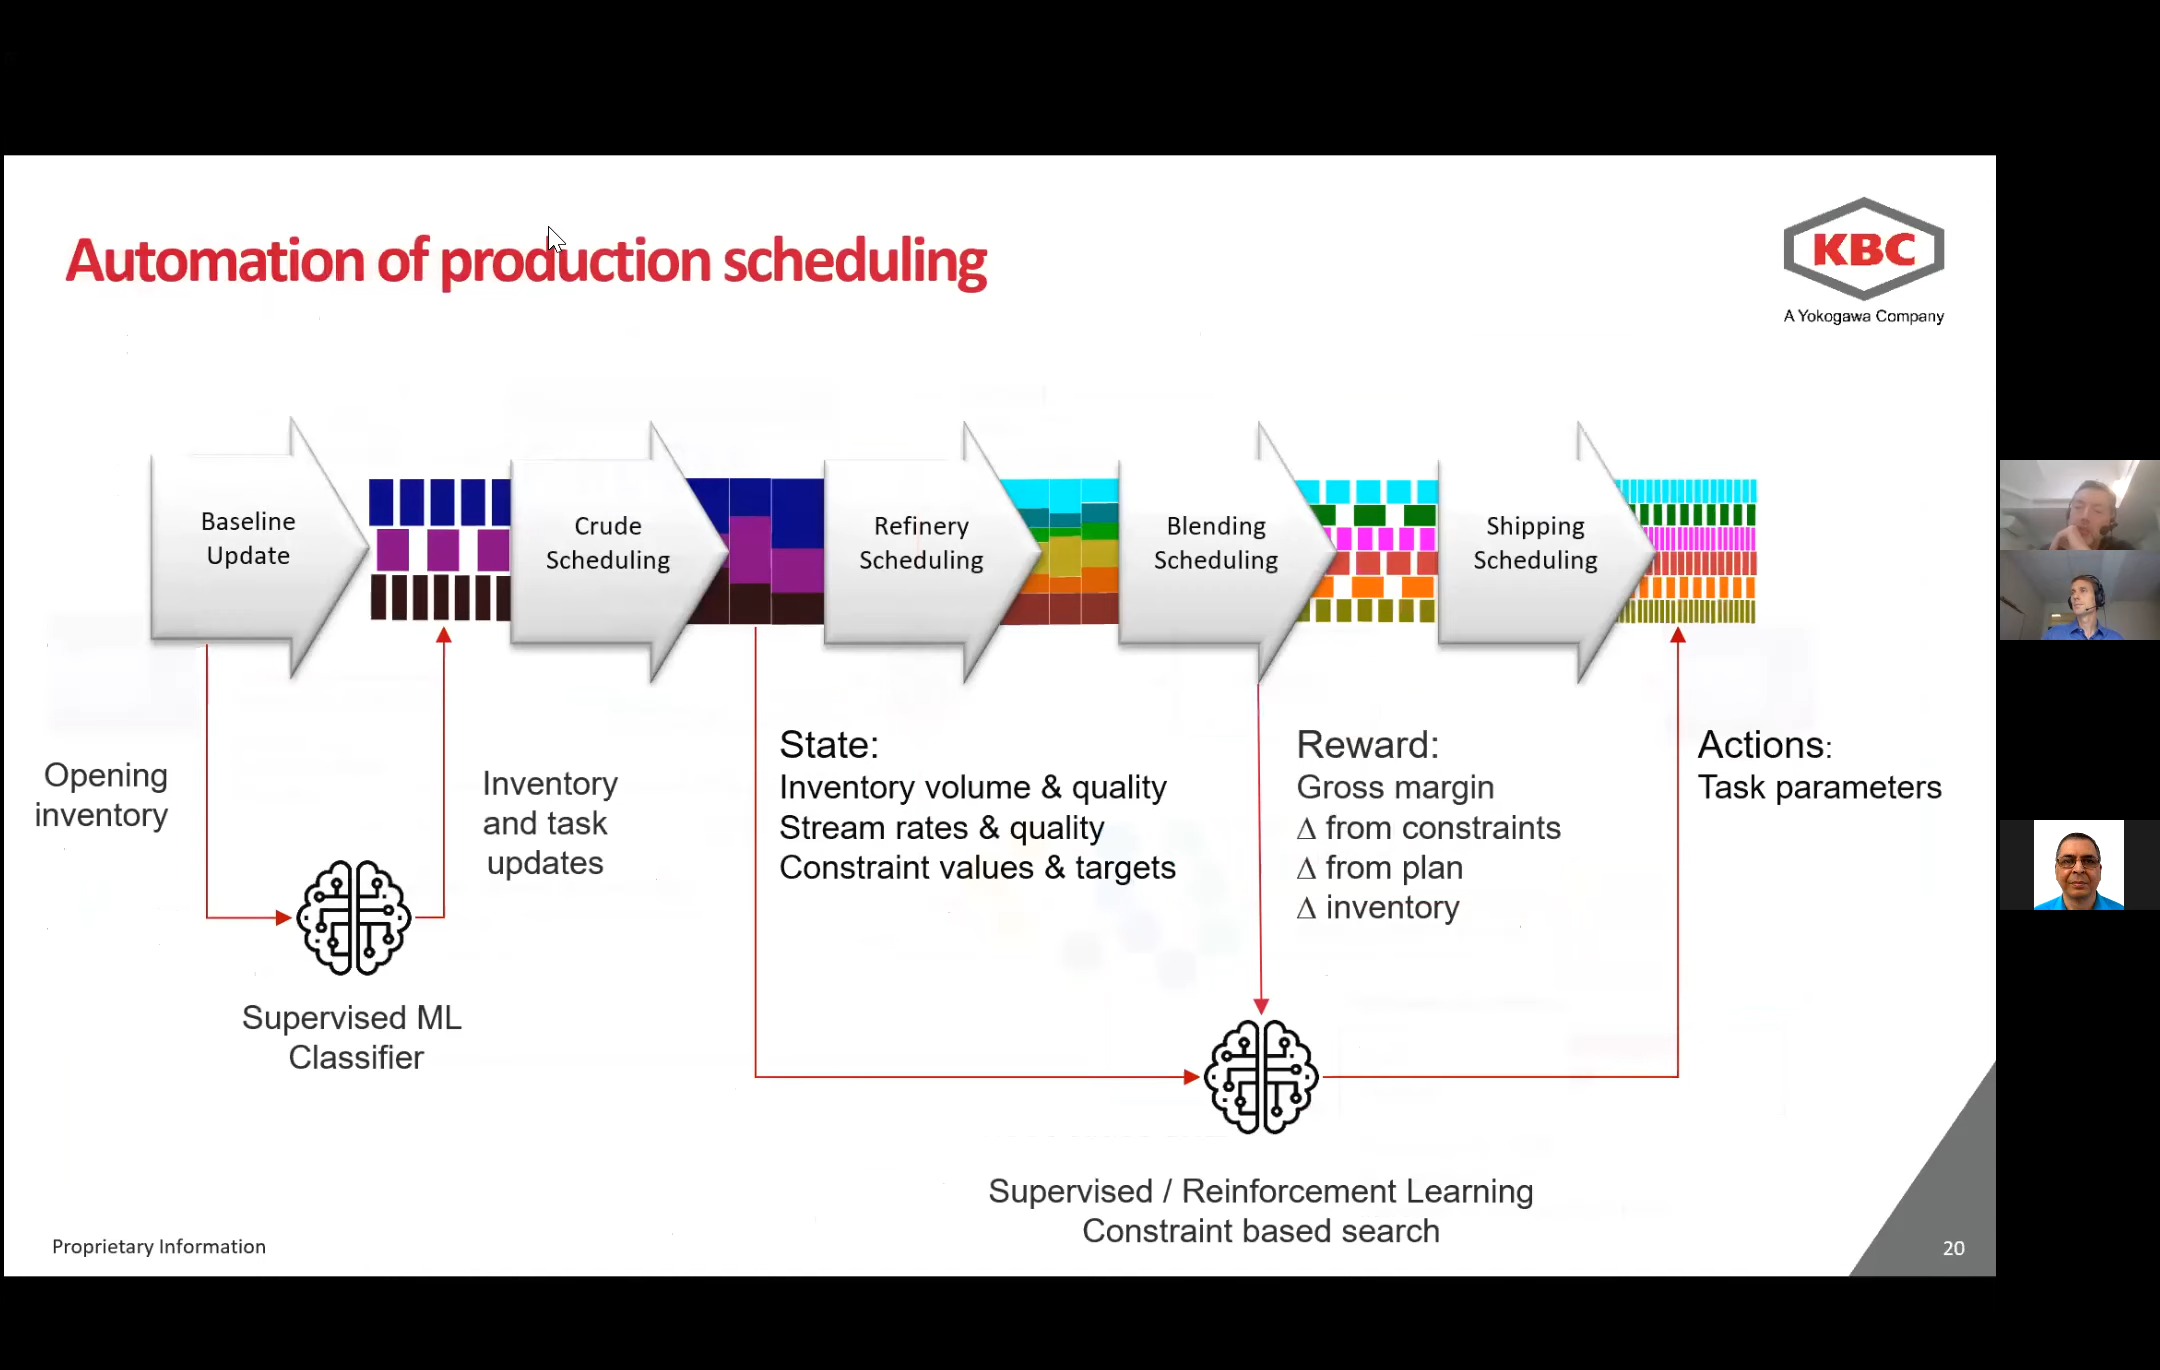 Automation of production scheduling
KBC
A Yokogawa Company
Baseline
Update
Crude
Scheduling
Refinery
Scheduling
Blending
Scheduling
Shipping
Scheduling
Opening
inventory
Inventory
and task
updates
Supervised ML
Classifier
State:
Inventory volume & quality
Stream rates & quality
Constraint values & targets
Reward:
Gross margin
Δ from constraints
Δ from plan
Δ inventory
Actions:
Task parameters
Supervised / Reinforcement Learning
Constraint based search
Proprietary Information
20